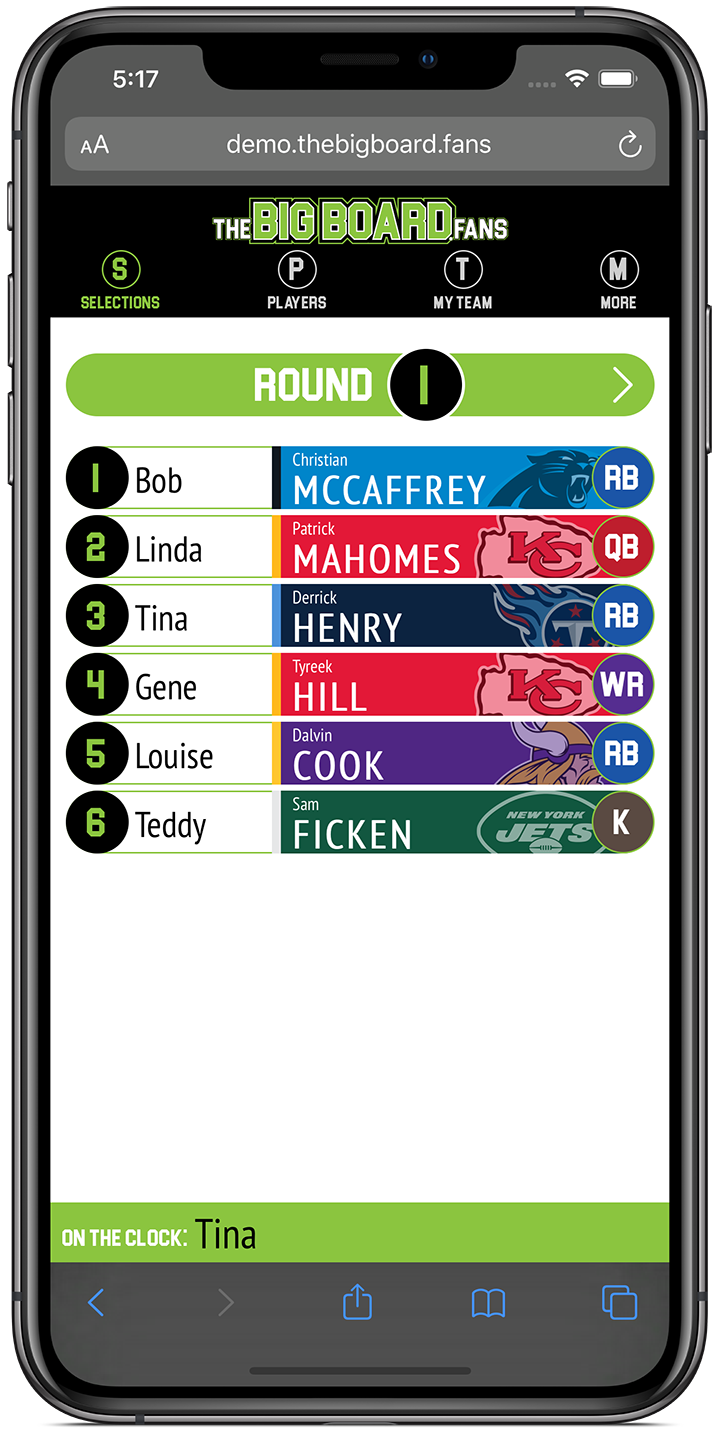 5:17
AA demo.thebigboard.fans
THE BIG BOARD .FANS
S P T M
SELECTIONS PLAYERS MY TEAM MORE
ROUND 1
1 Bob Christian MCCAFFREY RB
2 Linda Patrick MAHOMES KC QB
3 Tina Derrick HENRY T RB
4 Gene Tyreek HILL KC WR
5 Louise Dalvin COOK RB
6 Teddy Sam FICKEN NEW YORK JETS K
ON THE CLOCK: Tina